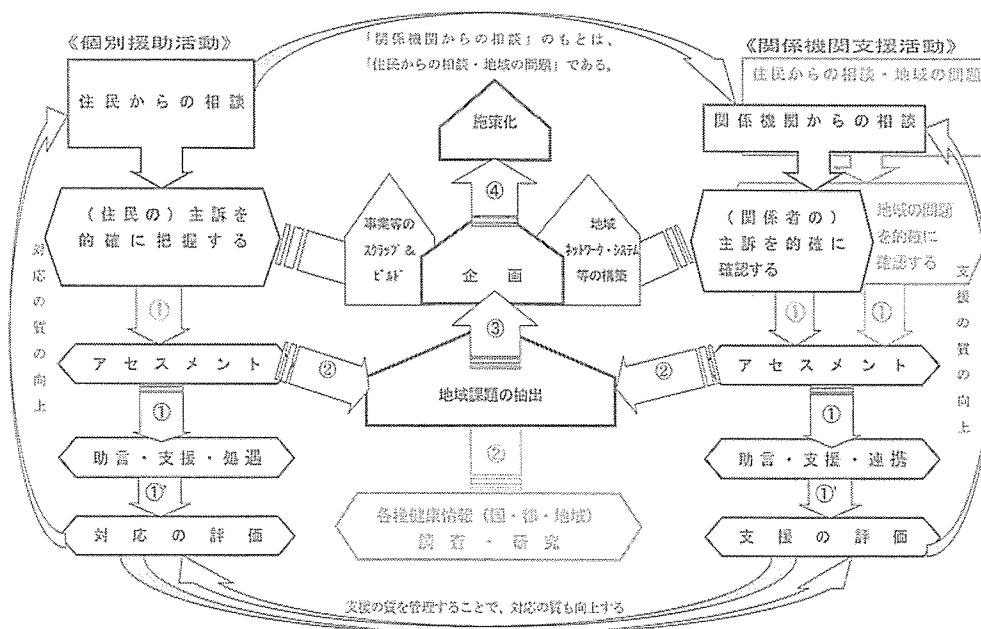 《個別援助活動》
住民からの相談
(住民の)主訴を
的確に把握する
①
アセスメント
①
助言・支援・処遇
①'
対応の評価
対応の質の向上
「関係機関からの相談」のもとは、
「住民からの相談・地域の問題」である。
施策化
④
事業等の
スクラップ&
ビルド
企画
地域
ネットワーク・システム
等の構築
③
②
地域課題の抽出
②
②
各種健康情報(国・都・地域)
調査・研究
支援の質を管理することで、対応の質も向上する
《関係機関支援活動》
住民からの相談・地域の問題
関係機関からの相談
(関係者の)
主訴を的確に
確認する
地域の問題
を的確に
確認する
①
①
アセスメント
①
助言・支援・連携
①'
支援の評価
支援の質の向上